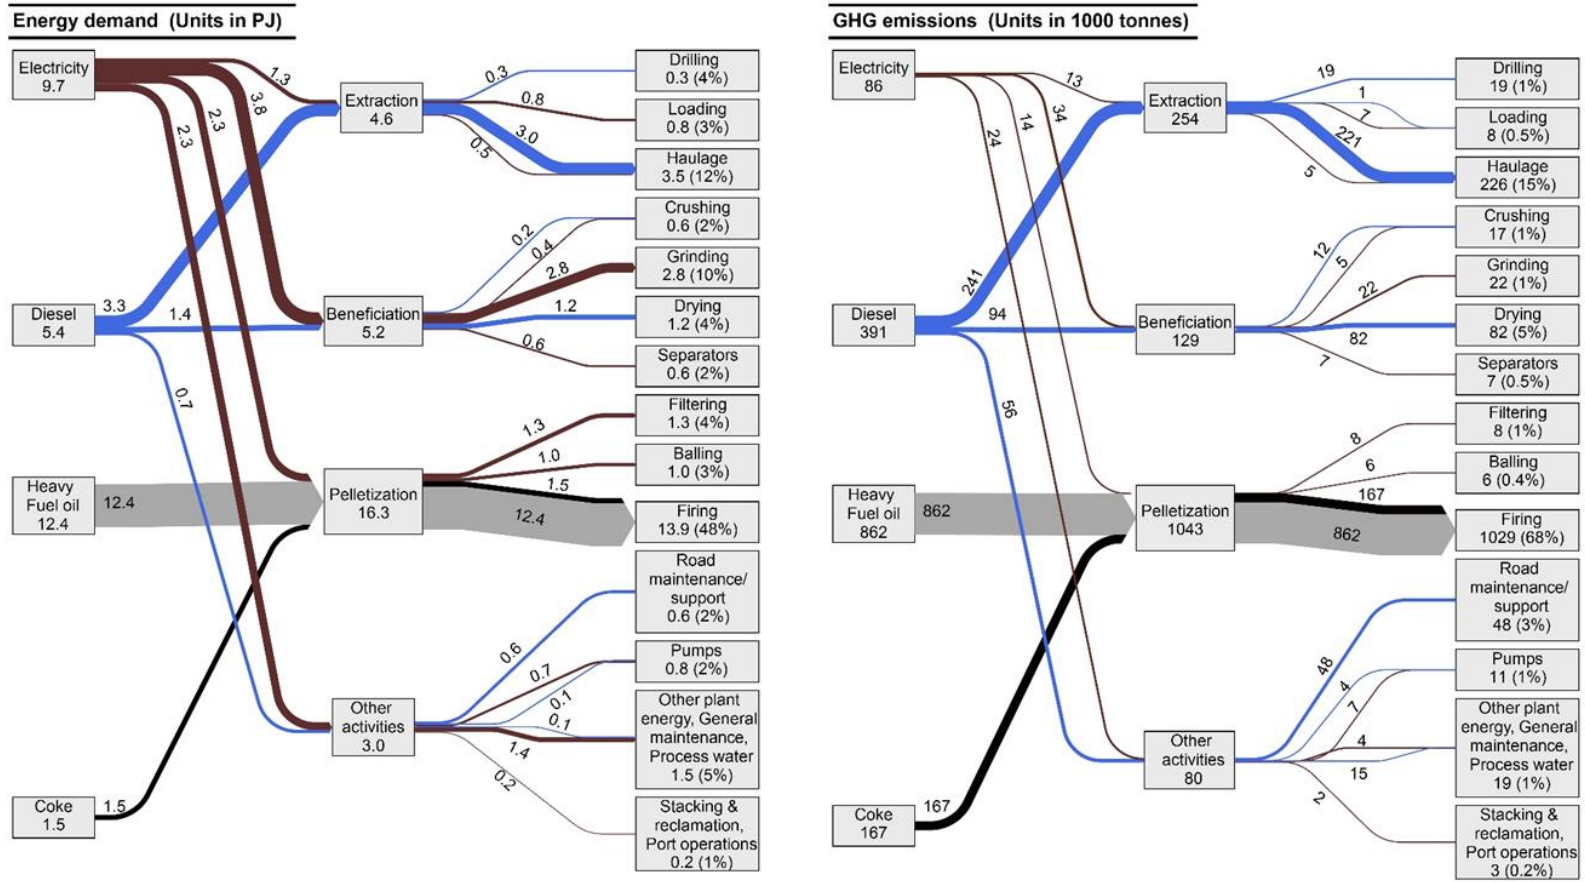 Energy demand  (Units in PJ)
Electricity
9.7
Diesel
5.4
Heavy
Fuel oil
12.4
Coke
1.5
1.3
3.8
2.3
2.3
3.3
1.4
0.7
12.4
1.5
Extraction
4.6
Beneficiation
5.2
Pelletization
16.3
Other
activities
3.0
0.3
0.8
3.0
0.5
0.2
0.4
2.8
1.2
0.6
1.3
1.0
1.5
12.4
0.6
0.7
0.1
0.1
1.4
0.2
Drilling
0.3 (4%)
Loading
0.8 (3%)
Haulage
3.5 (12%)
Crushing
0.6 (2%)
Grinding
2.8 (10%)
Drying
1.2 (4%)
Separators
0.6 (2%)
Filtering
1.3 (4%)
Balling
1.0 (3%)
Firing
13.9 (48%)
Road
maintenance/
support
0.6 (2%)
Pumps
0.8 (2%)
Other plant
energy, General
maintenance,
Process water
1.5 (5%)
Stacking &
reclamation,
Port operations
0.2 (1%)
GHG emissions  (Units in 1000 tonnes)
Electricity
86
Diesel
391
Heavy
Fuel oil
862
Coke
167
13
34
14
24
241
94
56
862
167
Extraction
254
Beneficiation
129
Pelletization
1043
Other
activities
80
19
1
7
221
5
12
5
22
82
7
8
6
167
862
48
4
7
4
15
2
Drilling
19 (1%)
Loading
8 (0.5%)
Haulage
226 (15%)
Crushing
17 (1%)
Grinding
22 (1%)
Drying
82 (5%)
Separators
7 (0.5%)
Filtering
8 (1%)
Balling
6 (0.4%)
Firing
1029 (68%)
Road
maintenance/
support
48 (3%)
Pumps
11 (1%)
Other plant
energy, General
maintenance,
Process water
19 (1%)
Stacking &
reclamation,
Port operations
3 (0.2%)